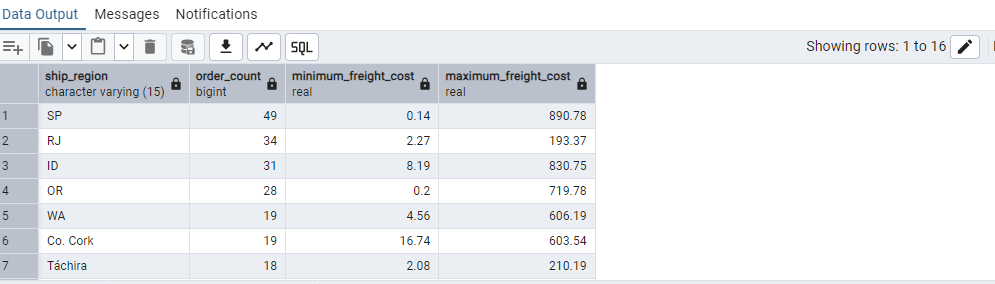 Data Output Messages Notifications
SQL Showing rows: 1 to 16
ship_region order_count minimum_freight_cost maximum_freight_cost
character varying (15) bigint real real
1 SP 49 0.14 890.78
2 RJ 34 2.27 193.37
3 ID 31 8.19 830.75
4 OR 28 0.2 719.78
5 WA 19 4.56 606.19
6 Co. Cork 19 16.74 603.54
7 Táchira 18 2.08 210.19